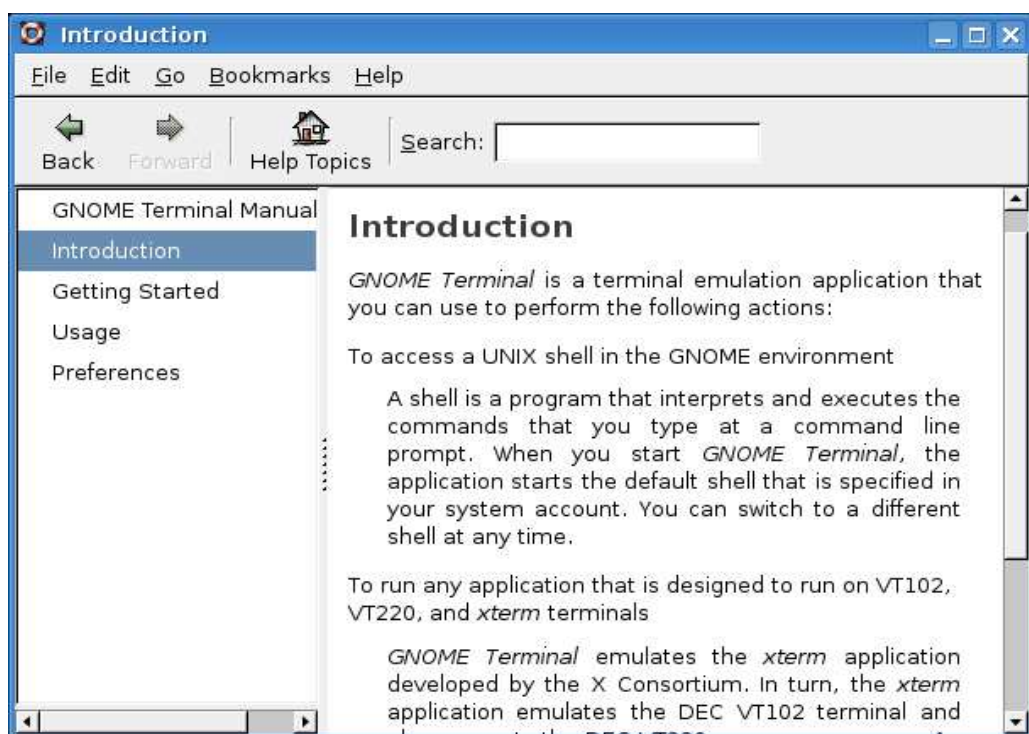 Introduction
File Edit Go Bookmarks Help
Back Forward Help Topics Search:
GNOME Terminal Manual
Introduction
Getting Started
Usage
Preferences
Introduction
GNOME Terminal is a terminal emulation application that
you can use to perform the following actions:
To access a UNIX shell in the GNOME environment
A shell is a program that interprets and executes the
commands that you type at a command line
prompt. When you start GNOME Terminal, the
application starts the default shell that is specified in
your system account. You can switch to a different
shell at any time.
To run any application that is designed to run on VT102,
VT220, and xterm terminals
GNOME Terminal emulates the xterm application
developed by the X Consortium. In turn, the xterm
application emulates the DEC VT102 terminal and